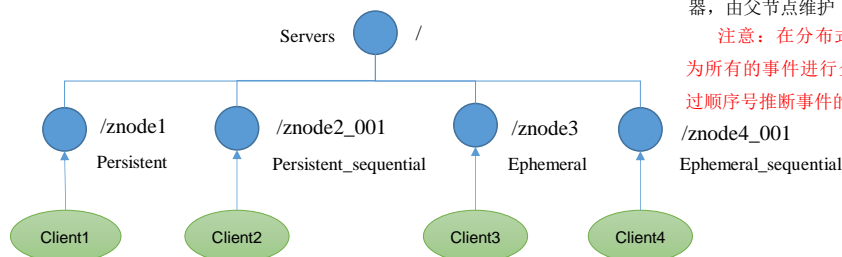 器，由父节点维护
注意：在分布式
为所有的事件进行
过顺序号推断事件的
Servers
/
/znode1
Persistent
/znode2_001
Persistent_sequential
/znode3
Ephemeral
/znode4_001
Ephemeral_sequential
Client1
Client2
Client3
Client4